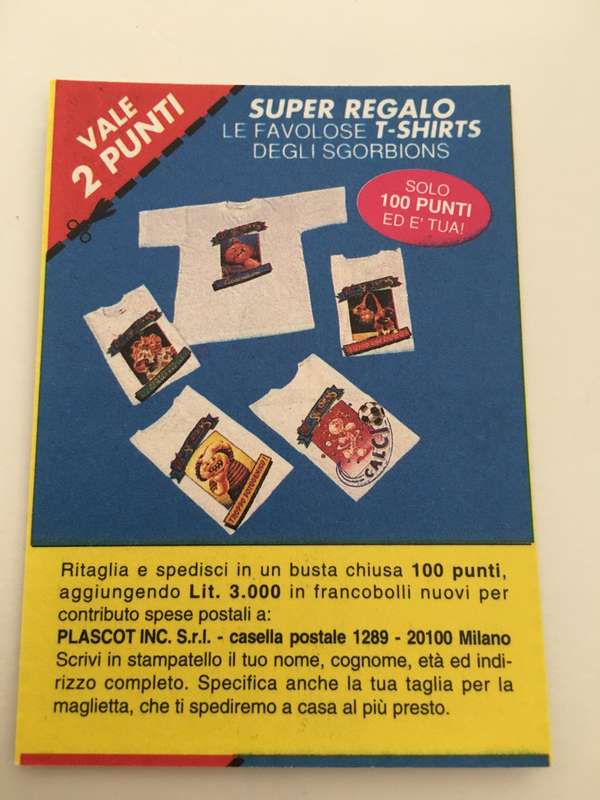 VALE
2 PUNTI
SUPER REGALO
LE FAVOLOSE T-SHIRTS
DEGLI SGORBIONS
SOLO
100 PUNTI
ED E' TUA!
TROPPO FOTOGENICO!
CALCI
Ritaglia e spedisci in un busta chiusa 100 punti,
aggiungendo Lit. 3.000 in francobolli nuovi per
contributo spese postali a:
PLASCOT INC. S.r.l. - casella postale 1289 - 20100 Milano
Scrivi in stampatello il tuo nome, cognome, età ed indi-
rizzo completo. Specifica anche la tua taglia per la
maglietta, che ti spediremo a casa al più presto.